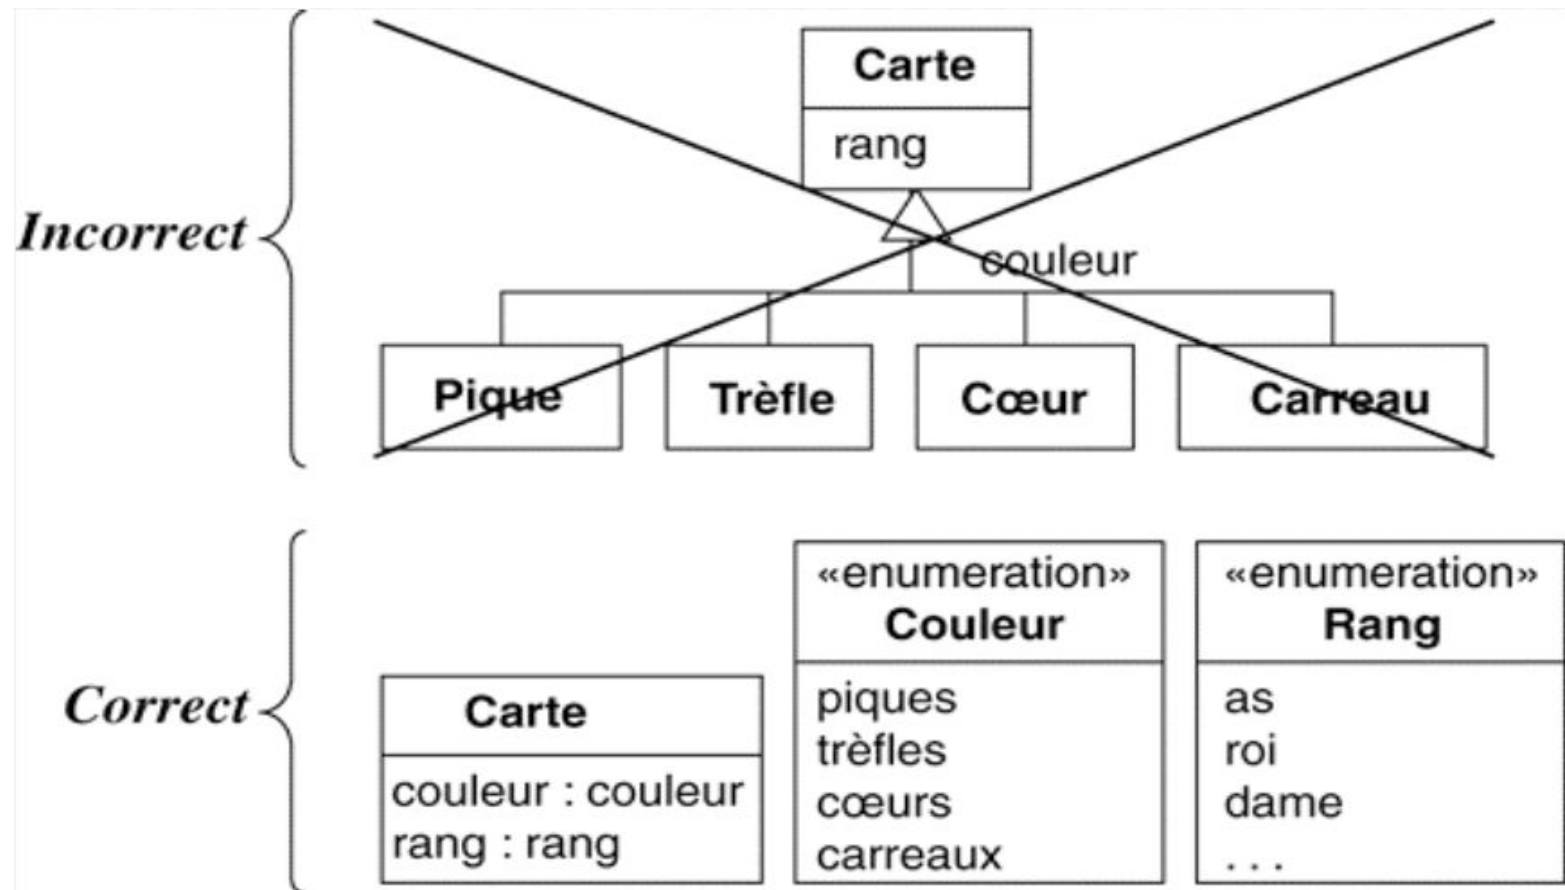 Incorrect
Carte
rang
couleur
Pique
Trèfle
Cœur
Carreau
Correct
Carte
couleur : couleur
rang : rang
«enumeration»
Couleur
piques
trèfles
cœurs
carreaux
«enumeration»
Rang
as
roi
dame
. . .